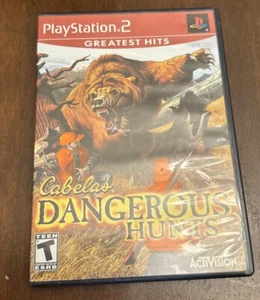 PlayStation.2
GREATEST HITS
Cabela's
DANGEROUS
HUNTS
TEEN
T
ESRB
ACTIVISION